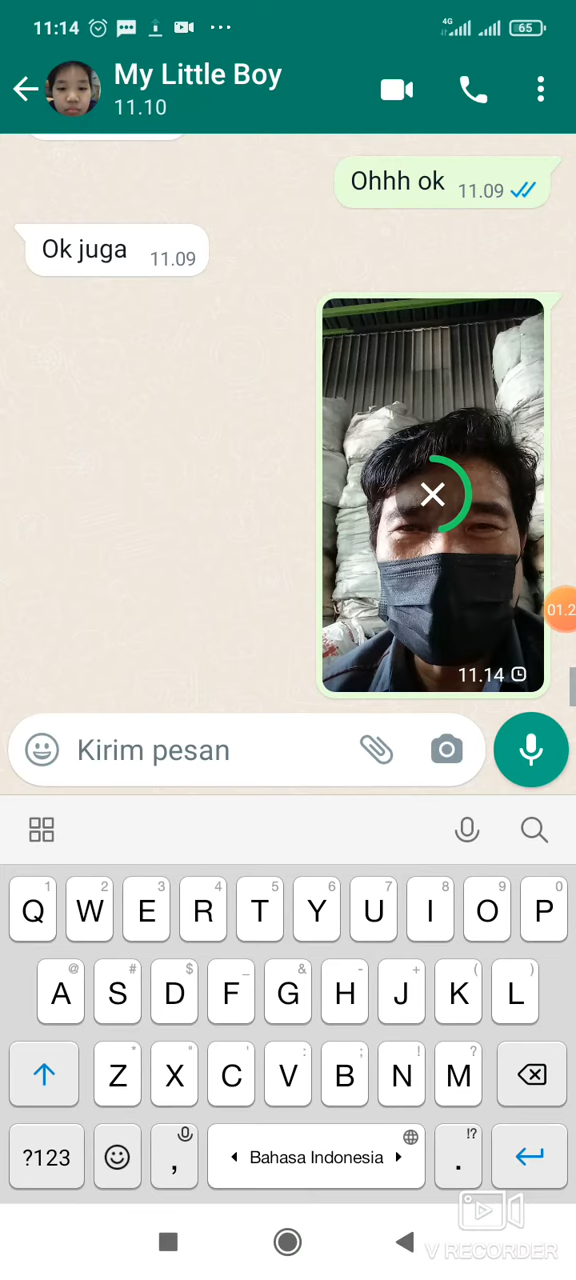 11:14 ... 4G 65
My Little Boy
11.10
Ohhh ok 11.09
Ok juga 11.09
11.14
01.2
Kirim pesan
1 2 3 4 5 6 7 8 9 0
Q W E R T Y U I O P
@ # $ _ & - + ( )
A S D F G H J K L
* " ' : ; ! ?
Z X C V B N M
?123 , Bahasa Indonesia . !?
V RECORDER